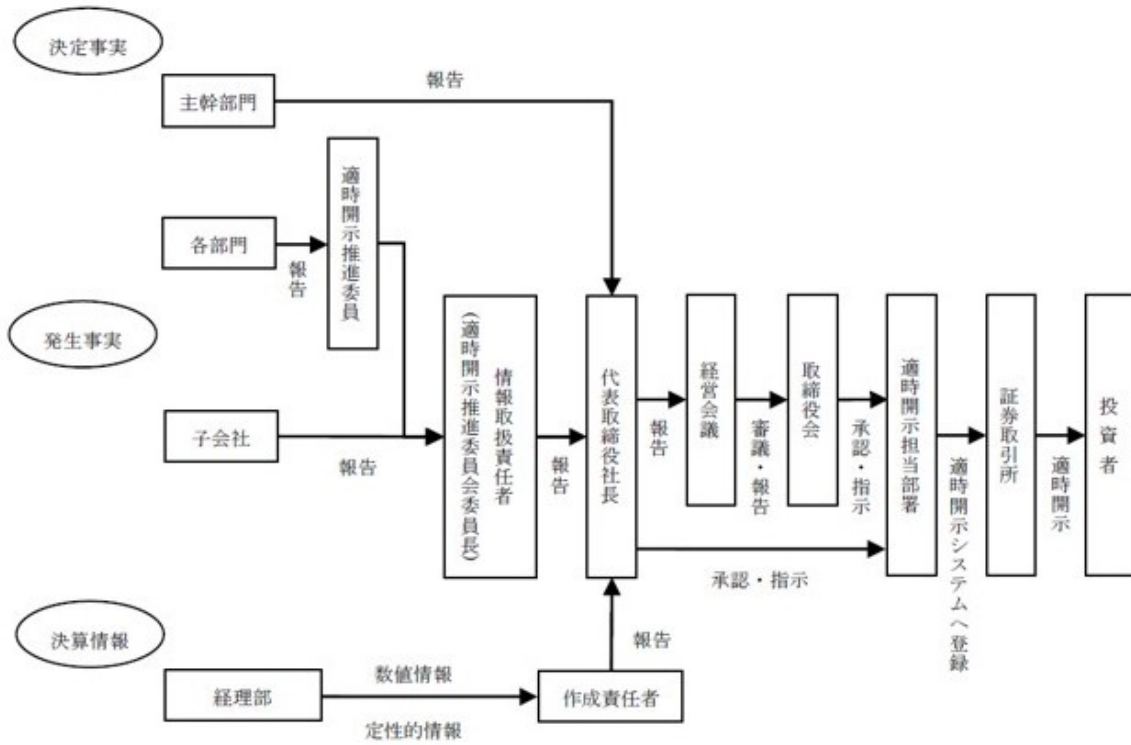 決定事実
主幹部門
報告
適時開示推進委員
各部門
報告
発生事実
子会社
報告
(適時開示推進委員会委員長)
情報取扱責任者
報告
代表取締役社長
報告
経営会議
審議・報告
取締役会
承認・指示
承認・指示
適時開示担当部署
適時開示システムへ登録
証券取引所
適時開示
投資者
決算情報
経理部
数値情報
定性的情報
作成責任者
報告